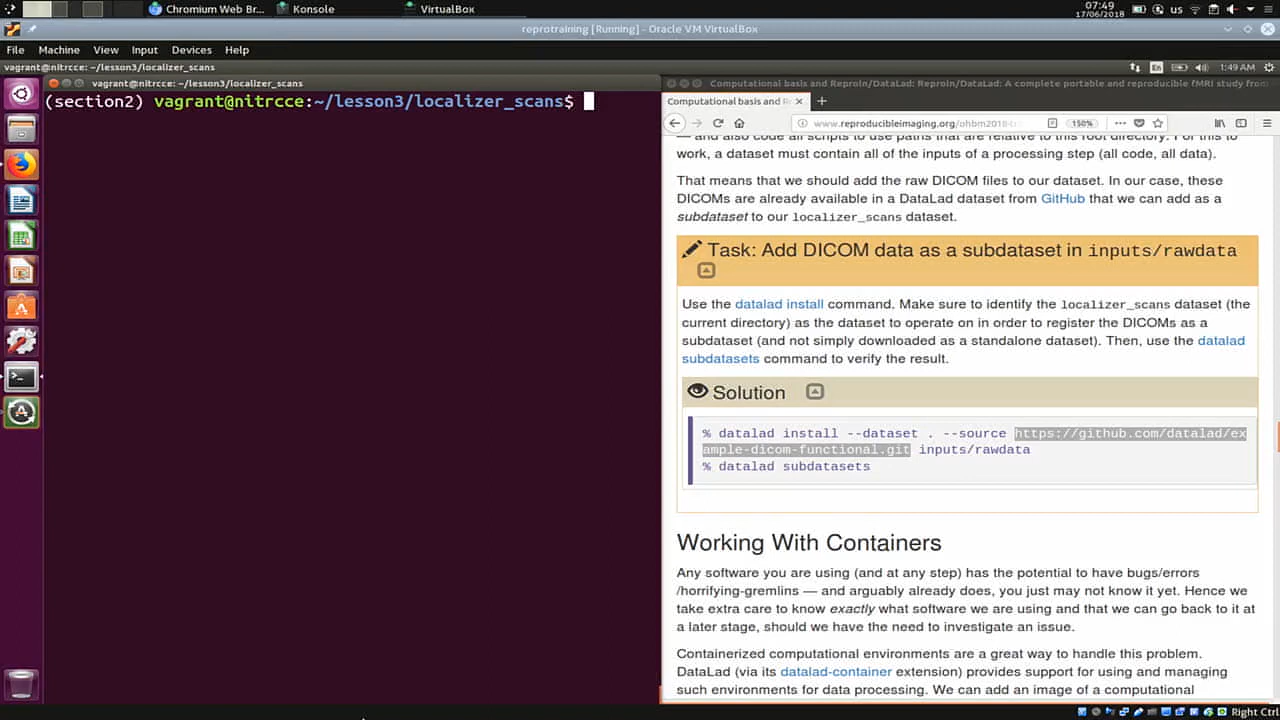 Chromium Web Br...
Konsole
VirtualBox
07:49
17/06/2018
us
reprotraining [Running] - Oracle VM VirtualBox
File Machine View Input Devices Help
vagrant@nitrcce: ~/lesson3/localizer_scans
En
1:49 AM
vagrant@nitrcce: ~/lesson3/localizer_scans
(section2) vagrant@nitrcce:~/lesson3/localizer_scans$
Computational basis and ReproIn/DataLad: ReproIn/DataLad: A complete portable and reproducible fMRI study from
Computational basis and R
www.reproducibleimaging.org/ohbm2018-t
150%
— and also code all scripts to use paths that are relative to this root directory. For this to
work, a dataset must contain all of the inputs of a processing step (all code, all data).
That means that we should add the raw DICOM files to our dataset. In our case, these
DICOMs are already available in a DataLad dataset from GitHub that we can add as a
subdataset to our localizer_scans dataset.
Task: Add DICOM data as a subdataset in inputs/rawdata
Use the datalad install command. Make sure to identify the localizer_scans dataset (the
current directory) as the dataset to operate on in order to register the DICOMs as a
subdataset (and not simply downloaded as a standalone dataset). Then, use the datalad
subdatasets command to verify the result.
Solution
% datalad install --dataset . --source https://github.com/datalad/ex
ample-dicom-functional.git inputs/rawdata
% datalad subdatasets
Working With Containers
Any software you are using (and at any step) has the potential to have bugs/errors
/horrifying-gremlins — and arguably already does, you just may not know it yet. Hence we
take extra care to know exactly what software we are using and that we can go back to it at
a later stage, should we have the need to investigate an issue.
Containerized computational environments are a great way to handle this problem.
DataLad (via its datalad-container extension) provides support for using and managing
such environments for data processing. We can add an image of a computational
Right Ctrl